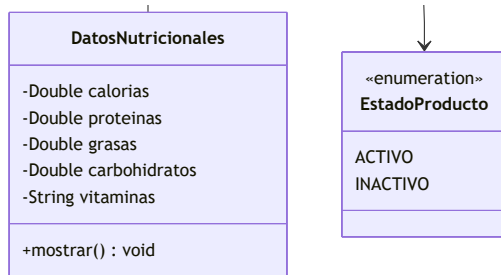 DatosNutricionales
-Double calorias
-Double proteinas
-Double grasas
-Double carbohidratos
-String vitaminas
+mostrar() : void
«enumeration»
EstadoProducto
ACTIVO
INACTIVO